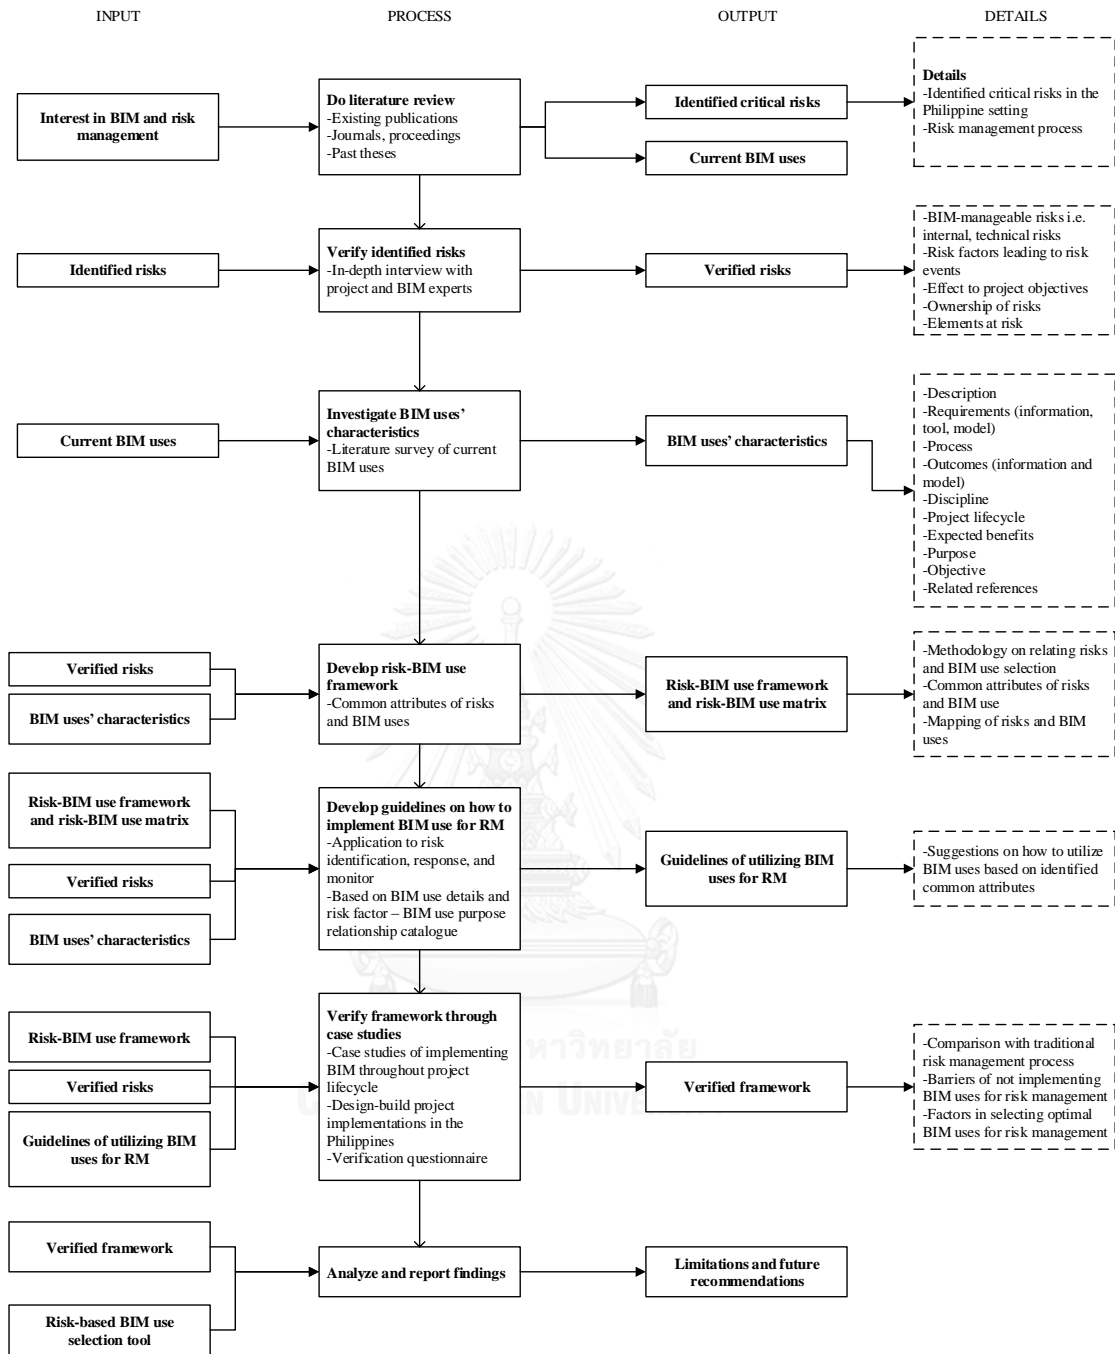 INPUT
PROCESS
OUTPUT
DETAILS
Interest in BIM and risk
management
Do literature review
-Existing publications
-Journals, proceedings
-Past theses
Identified critical risks
Current BIM uses
Details
-Identified critical risks in the
Philippine setting
-Risk management process
Identified risks
Verify identified risks
-In-depth interview with
project and BIM experts
Verified risks
-BIM-manageable risks i.e.
internal, technical risks
-Risk factors leading to risk
events
-Effect to project objectives
-Ownership of risks
-Elements at risk
Current BIM uses
Investigate BIM uses’
characteristics
-Literature survey of current
BIM uses
BIM uses’ characteristics
-Description
-Requirements (information,
tool, model)
-Process
-Outcomes (information and
model)
-Discipline
-Project lifecycle
-Expected benefits
-Purpose
-Objective
-Related references
Verified risks
BIM uses’ characteristics
Develop risk-BIM use
framework
-Common attributes of risks
and BIM uses
Risk-BIM use framework
and risk-BIM use matrix
-Methodology on relating risks
and BIM use selection
-Common attributes of risks
and BIM use
-Mapping of risks and BIM
uses
Risk-BIM use framework
and risk-BIM use matrix
Verified risks
BIM uses’ characteristics
Develop guidelines on how to
implement BIM use for RM
-Application to risk
identification, response, and
monitor
-Based on BIM use details and
risk factor – BIM use purpose
relationship catalogue
Guidelines of utilizing BIM
uses for RM
-Suggestions on how to utilize
BIM uses based on identified
common attributes
Risk-BIM use framework
Verified risks
Guidelines of utilizing BIM
uses for RM
Verify framework through
case studies
-Case studies of implementing
BIM throughout project
lifecycle
-Design-build project
implementations in the
Philippines
-Verification questionnaire
Verified framework
-Comparison with traditional
risk management process
-Barriers of not implementing
BIM uses for risk management
-Factors in selecting optimal
BIM uses for risk management
Verified framework
Risk-based BIM use
selection tool
Analyze and report findings
Limitations and future
recommendations